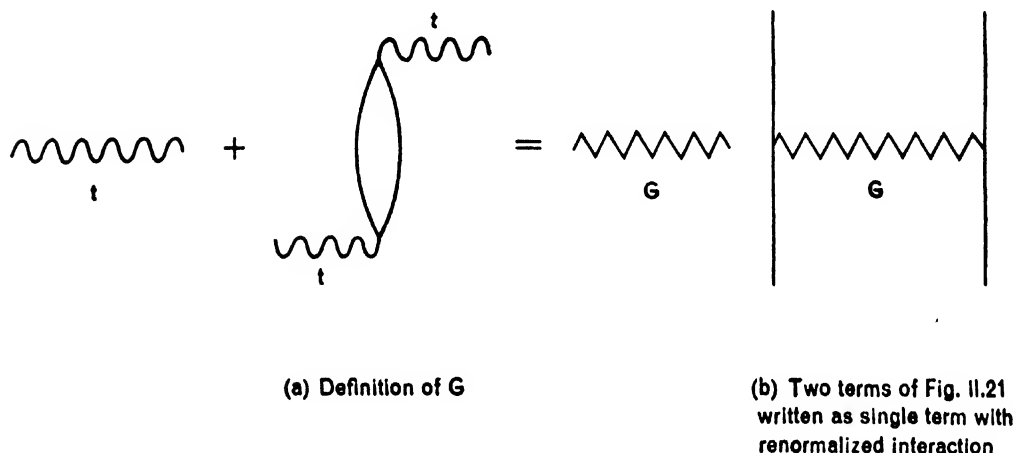 t
t
+
=
t
t
G
G
(a) Definition of G
(b) Two terms of Fig. II.21
written as single term with
renormalized interaction